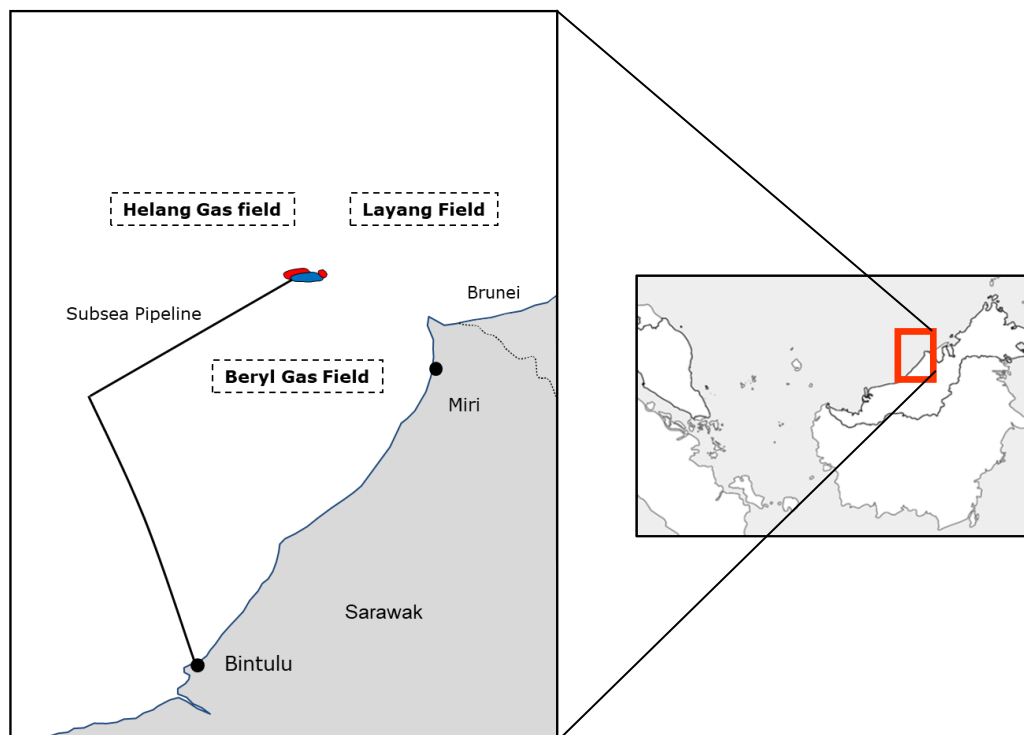 Helang Gas field
Layang Field
Brunei
Subsea Pipeline
Beryl Gas Field
Miri
Sarawak
Bintulu